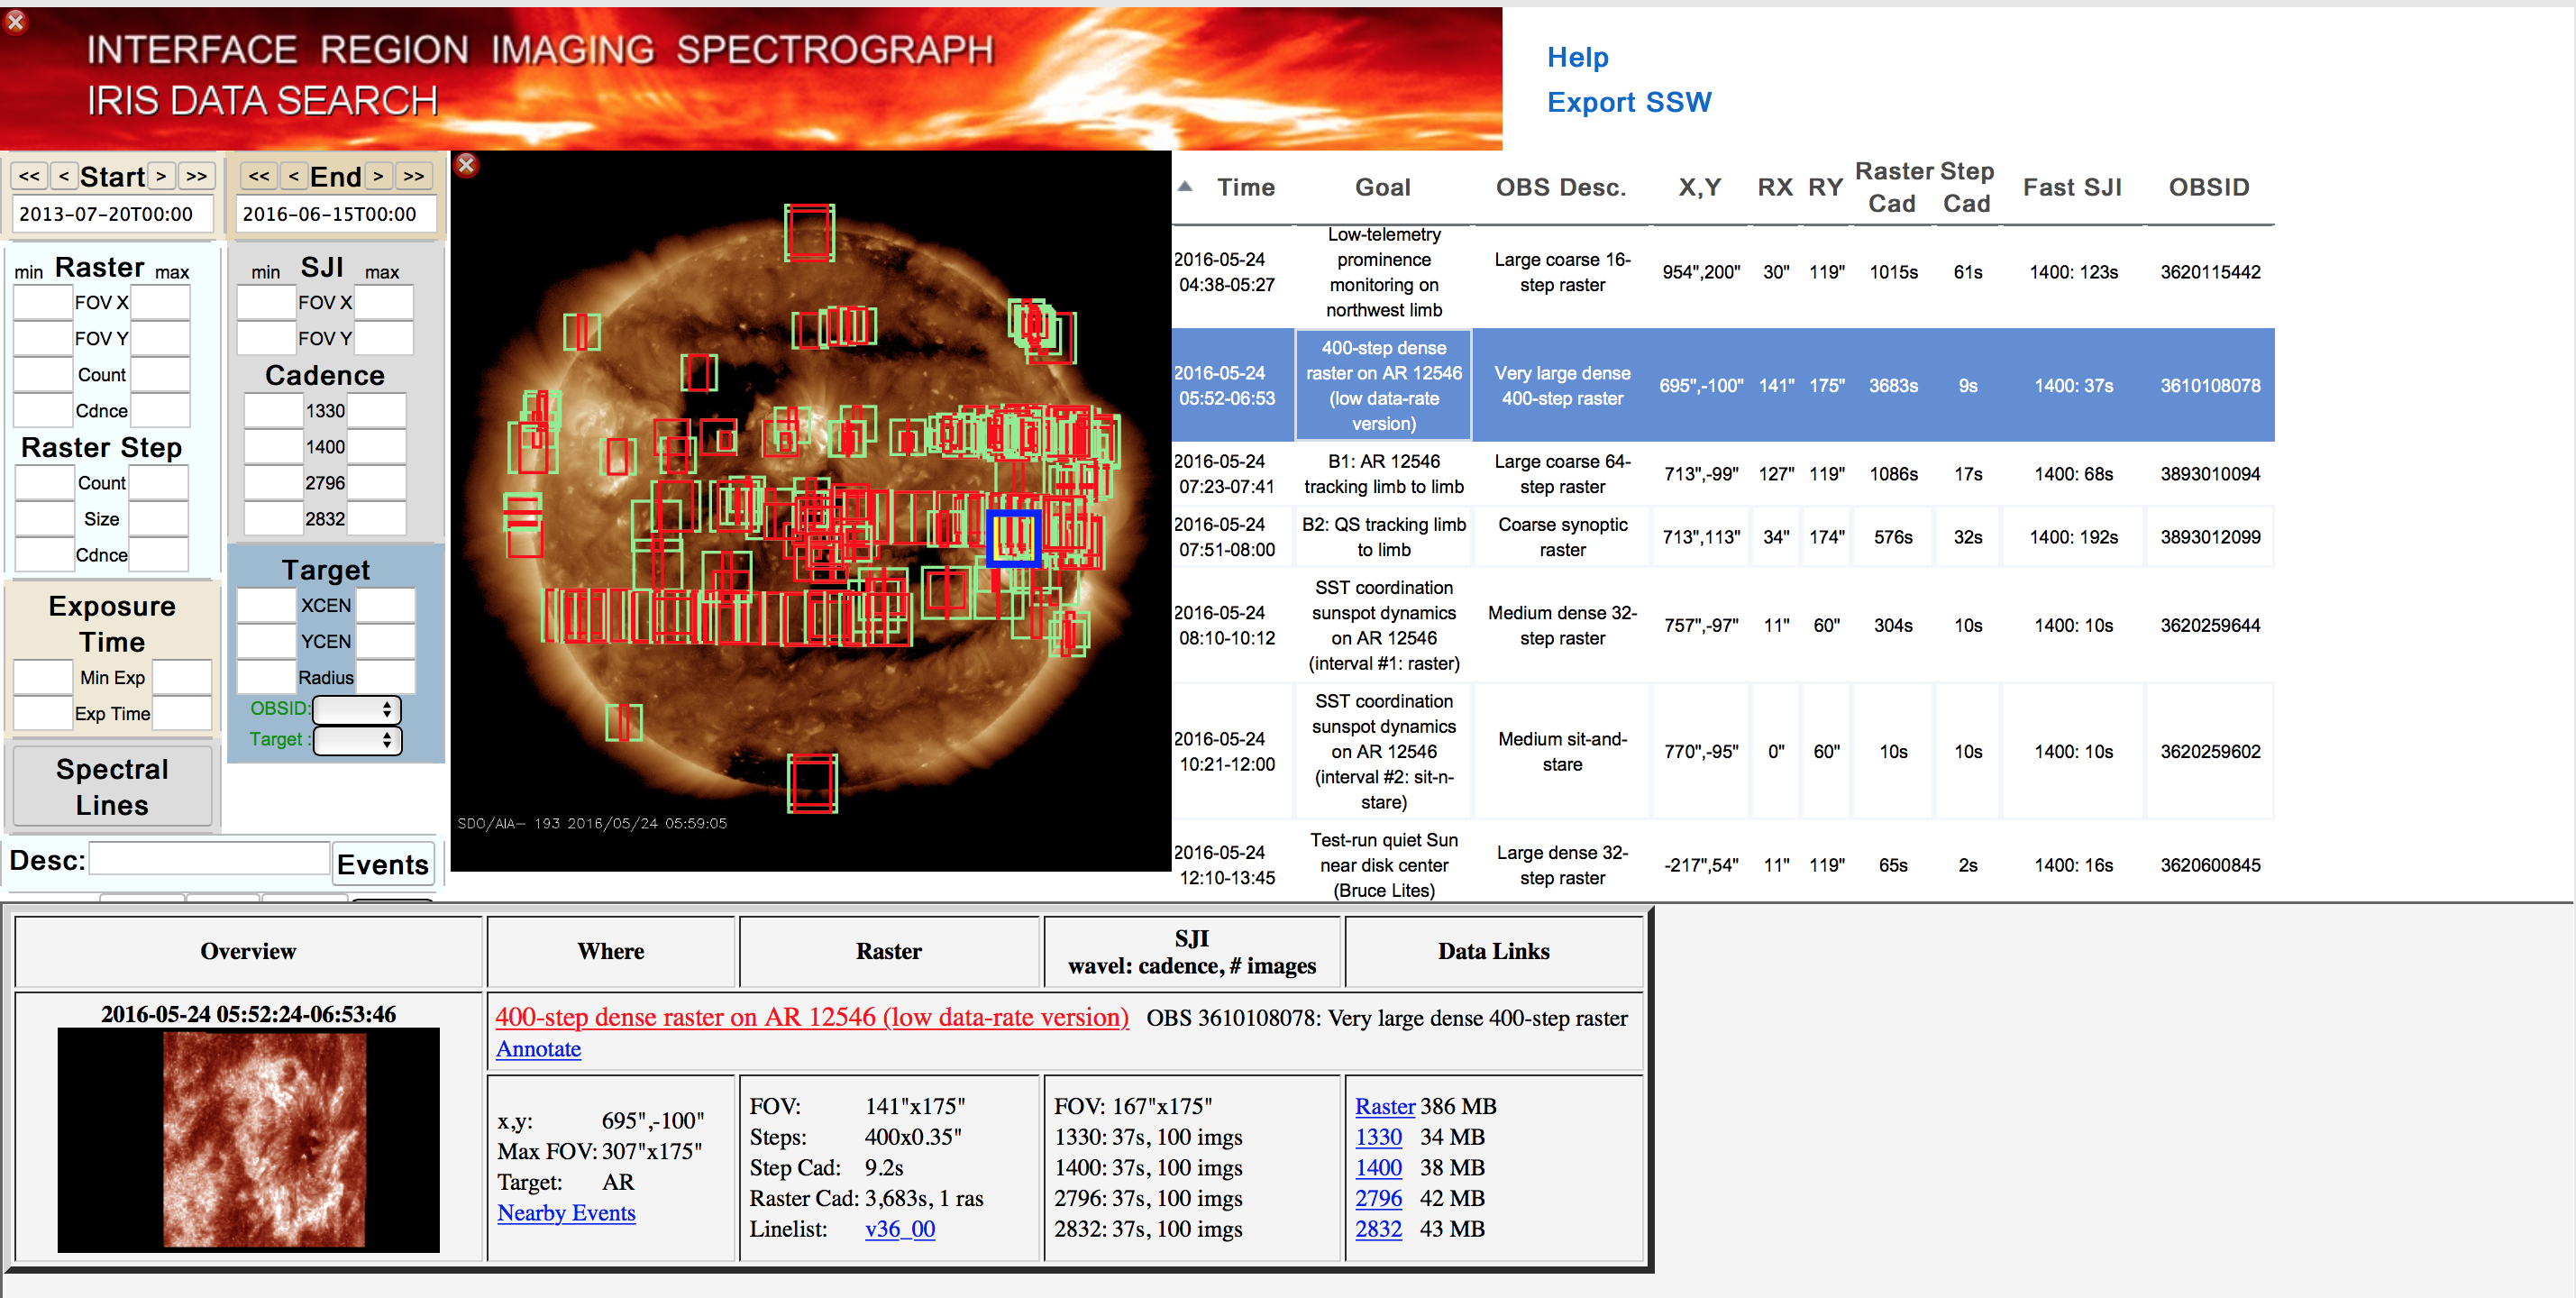 INTERFACE REGION IMAGING SPECTROGRAPH
IRIS DATA SEARCH
Help
Export SSW
<< < Start > >>
2013-07-20T00:00
<< < End > >>
2016-06-15T00:00
min Raster max
FOV X
FOV Y
Count
Cdnce
Raster Step
Count
Size
Cdnce
Exposure
Time
Min Exp
Exp Time
Spectral
Lines
min SJI max
FOV X
FOV Y
Cadence
1330
1400
2796
2832
Target
XCEN
YCEN
Radius
OBSID:
Target :
Desc:
Events
SDO/AIA- 193 2016/05/24 05:59:05
Time Goal OBS Desc. X,Y RX RY Raster Cad Step Cad Fast SJI OBSID
2016-05-24 04:38-05:27 Low-telemetry prominence monitoring on northwest limb Large coarse 16-step raster 954",200" 30" 119" 1015s 61s 1400: 123s 3620115442
2016-05-24 05:52-06:53 400-step dense raster on AR 12546 (low data-rate version) Very large dense 400-step raster 695",-100" 141" 175" 3683s 9s 1400: 37s 3610108078
2016-05-24 07:23-07:41 B1: AR 12546 tracking limb to limb Large coarse 64-step raster 713",-99" 127" 119" 1086s 17s 1400: 68s 3893010094
2016-05-24 07:51-08:00 B2: QS tracking limb to limb Coarse synoptic raster 713",113" 34" 174" 576s 32s 1400: 192s 3893012099
2016-05-24 08:10-10:12 SST coordination sunspot dynamics on AR 12546 (interval #1: raster) Medium dense 32-step raster 757",-97" 11" 60" 304s 10s 1400: 10s 3620259644
2016-05-24 10:21-12:00 SST coordination sunspot dynamics on AR 12546 (interval #2: sit-n-stare) Medium sit-and-stare 770",-95" 0" 60" 10s 10s 1400: 10s 3620259602
2016-05-24 12:10-13:45 Test-run quiet Sun near disk center (Bruce Lites) Large dense 32-step raster -217",54" 11" 119" 65s 2s 1400: 16s 3620600845
Overview Where Raster SJI wavel: cadence, # images Data Links
2016-05-24 05:52:24-06:53:46
400-step dense raster on AR 12546 (low data-rate version) OBS 3610108078: Very large dense 400-step raster
Annotate
x,y: 695",-100"
Max FOV: 307"x175"
Target: AR
Nearby Events
FOV: 141"x175"
Steps: 400x0.35"
Step Cad: 9.2s
Raster Cad: 3,683s, 1 ras
Linelist: v36_00
FOV: 167"x175"
1330: 37s, 100 imgs
1400: 37s, 100 imgs
2796: 37s, 100 imgs
2832: 37s, 100 imgs
Raster 386 MB
1330 34 MB
1400 38 MB
2796 42 MB
2832 43 MB